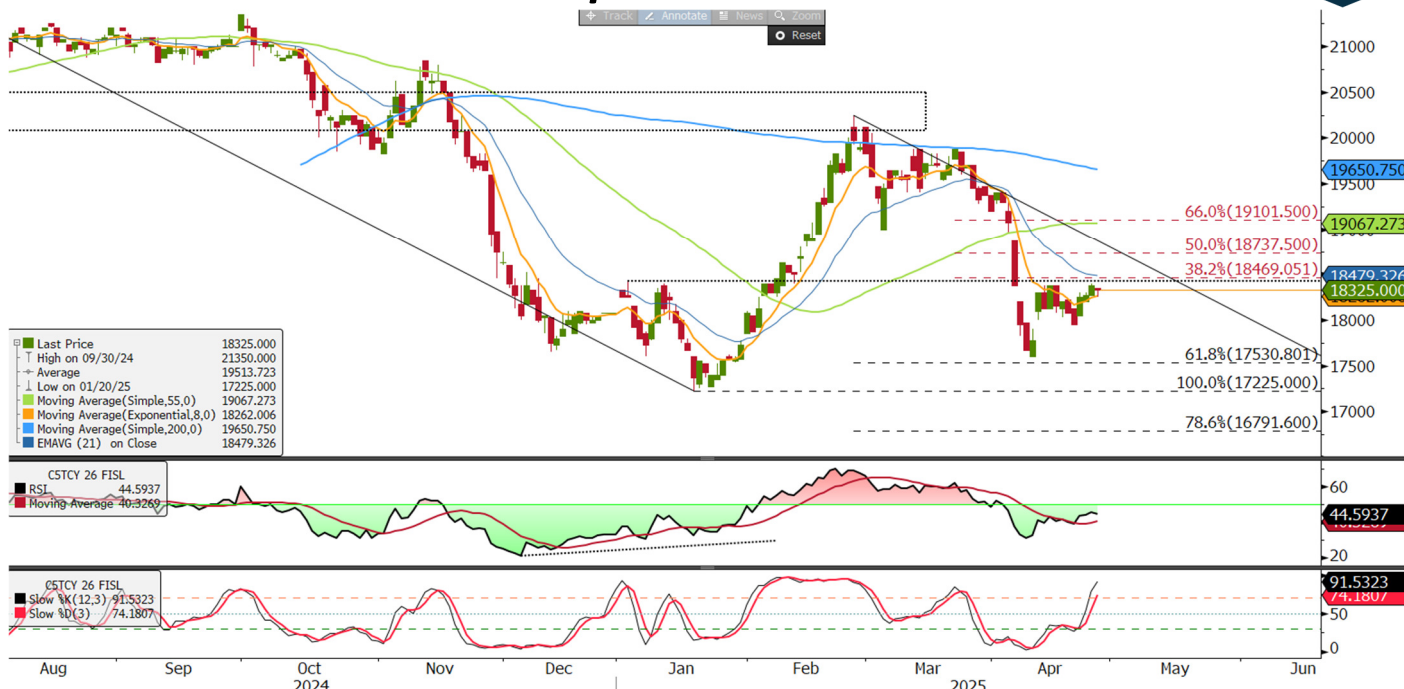 Track Annotate News Zoom
Reset
21000
20500
20000
19650.750
19500
66.0%(19101.500)
19067.273
50.0%(18737.500)
38.2%(18469.051)
18479.326
18325.000
18000
61.8%(17530.801)
17500
100.0%(17225.000)
17000
78.6%(16791.600)
Last Price 18325.000
High on 09/30/24 21350.000
Average 19513.723
Low on 01/20/25 17225.000
Moving Average(Simple,55,0) 19067.273
Moving Average(Exponential,8,0) 18262.006
Moving Average(Simple,200,0) 19650.750
EMAVG (21) on Close 18479.326
C5TCY 26 FISL
RSI 44.5937
Moving Average 40.3269
60
44.5937
20
C5TCY 26 FISL
Slow %K(12,3) 91.5323
Slow %D(3) 74.1807
91.5323
74.1807
50
0
Aug Sep Oct Nov Dec Jan Feb Mar Apr May Jun
2024 2025